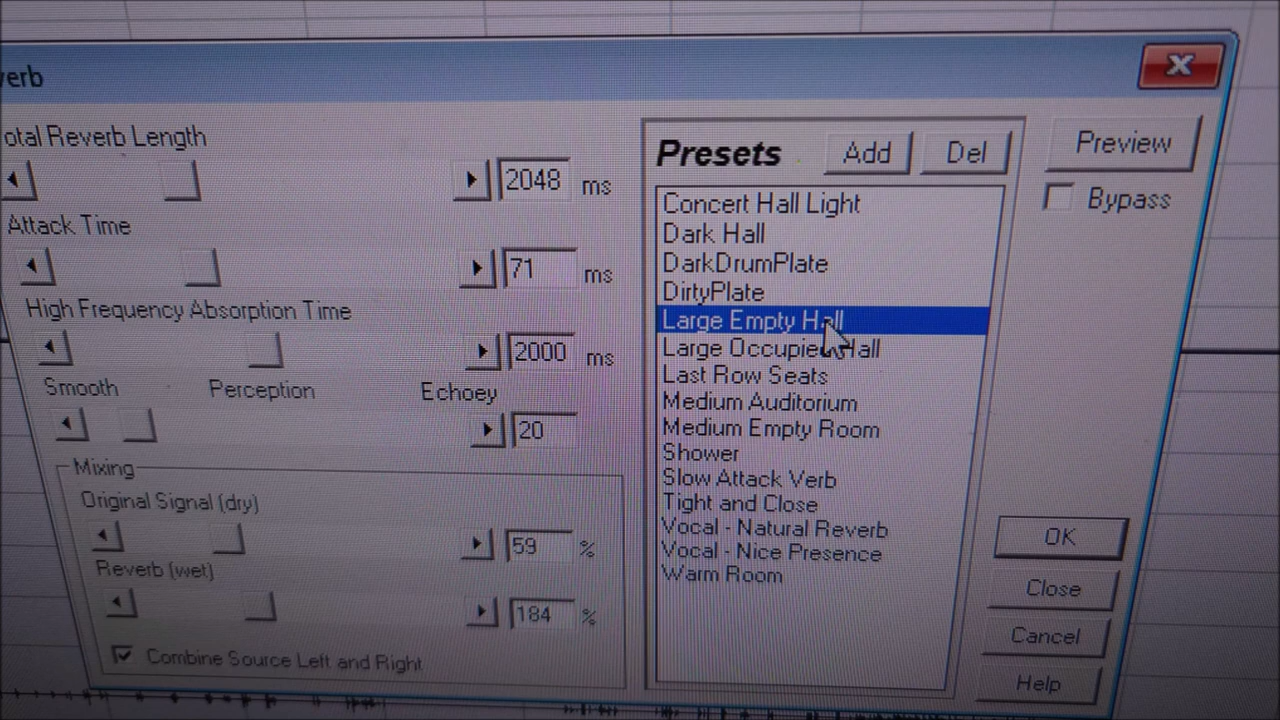 verb
otal Reverb Length
2048 ms
Attack Time
71 ms
High Frequency Absorption Time
2000 ms
Smooth Perception Echoey
20
Mixing
Original Signal (dry)
59 %
Reverb (wet)
184 %
Combine Source Left and Right
Presets Add Del
Concert Hall Light
Dark Hall
DarkDrumPlate
DirtyPlate
Large Empty Hall
Large Occupied Hall
Last Row Seats
Medium Auditorium
Medium Empty Room
Shower
Slow Attack Verb
Tight and Close
Vocal - Natural Reverb
Vocal - Nice Presence
Warm Room
Preview
Bypass
OK
Close
Cancel
Help